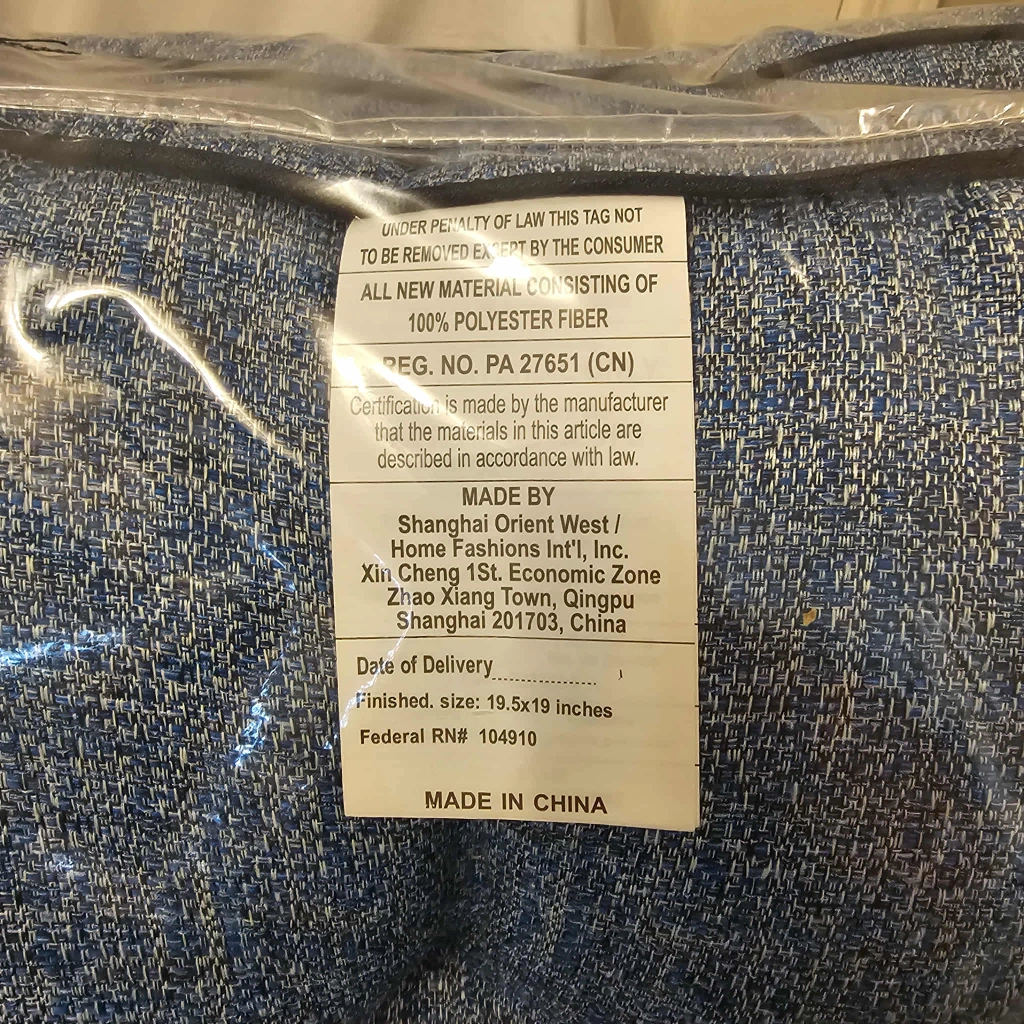 UNDER PENALTY OF LAW THIS TAG NOT
TO BE REMOVED EXCEPT BY THE CONSUMER
ALL NEW MATERIAL CONSISTING OF
100% POLYESTER FIBER
REG. NO. PA 27651 (CN)
Certification is made by the manufacturer
that the materials in this article are
described in accordance with law.
MADE BY
Shanghai Orient West /
Home Fashions Int'l, Inc.
Xin Cheng 1St. Economic Zone
Zhao Xiang Town, Qingpu
Shanghai 201703, China
Date of Delivery
Finished. size: 19.5x19 inches
Federal RN# 104910
MADE IN CHINA